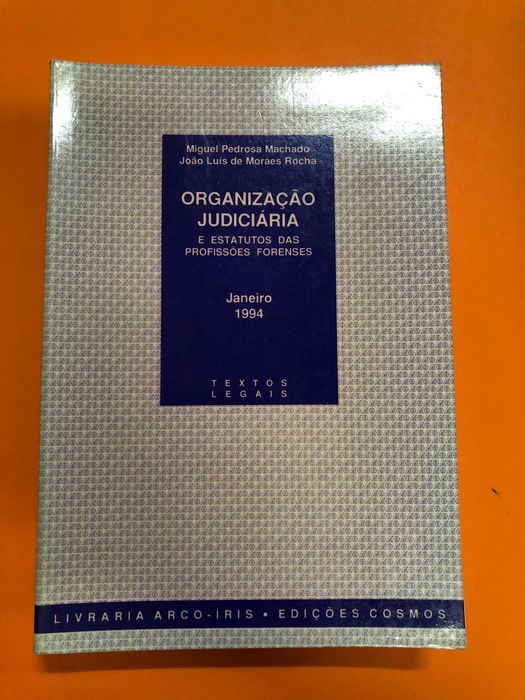 Miguel Pedrosa Machado
João Luís de Moraes Rocha
ORGANIZAÇÃO
JUDICIÁRIA
E ESTATUTOS DAS
PROFISSÕES FORENSES
Janeiro
1994
TEXTOS
LEGAIS
LIVRARIA ARCO-ÍRIS • EDIÇÕES COSMOS